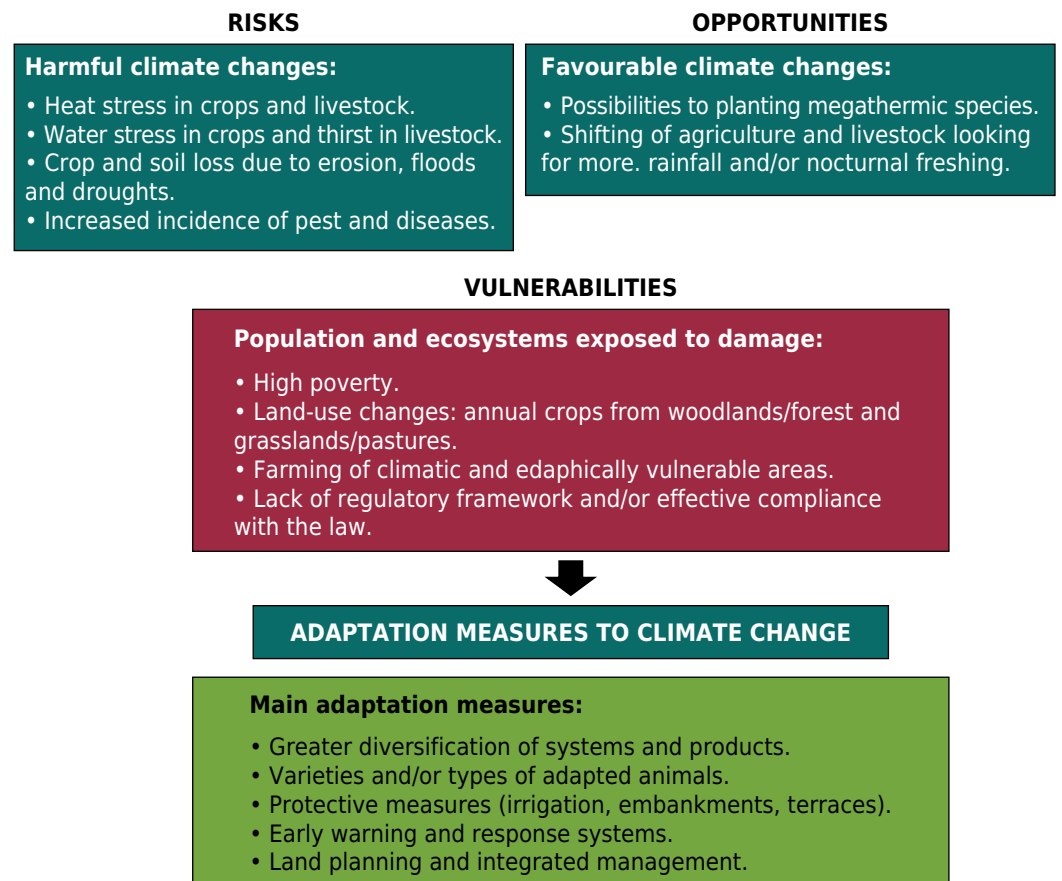 RISKS
Harmful climate changes:
• Heat stress in crops and livestock.
• Water stress in crops and thirst in livestock.
• Crop and soil loss due to erosion, floods
and droughts.
• Increased incidence of pest and diseases.
OPPORTUNITIES
Favourable climate changes:
• Possibilities to planting megathermic species.
• Shifting of agriculture and livestock looking
for more. rainfall and/or nocturnal freshing.
VULNERABILITIES
Population and ecosystems exposed to damage:
• High poverty.
• Land-use changes: annual crops from woodlands/forest and
grasslands/pastures.
• Farming of climatic and edaphically vulnerable areas.
• Lack of regulatory framework and/or effective compliance
with the law.
ADAPTATION MEASURES TO CLIMATE CHANGE
Main adaptation measures:
• Greater diversification of systems and products.
• Varieties and/or types of adapted animals.
• Protective measures (irrigation, embankments, terraces).
• Early warning and response systems.
• Land planning and integrated management.